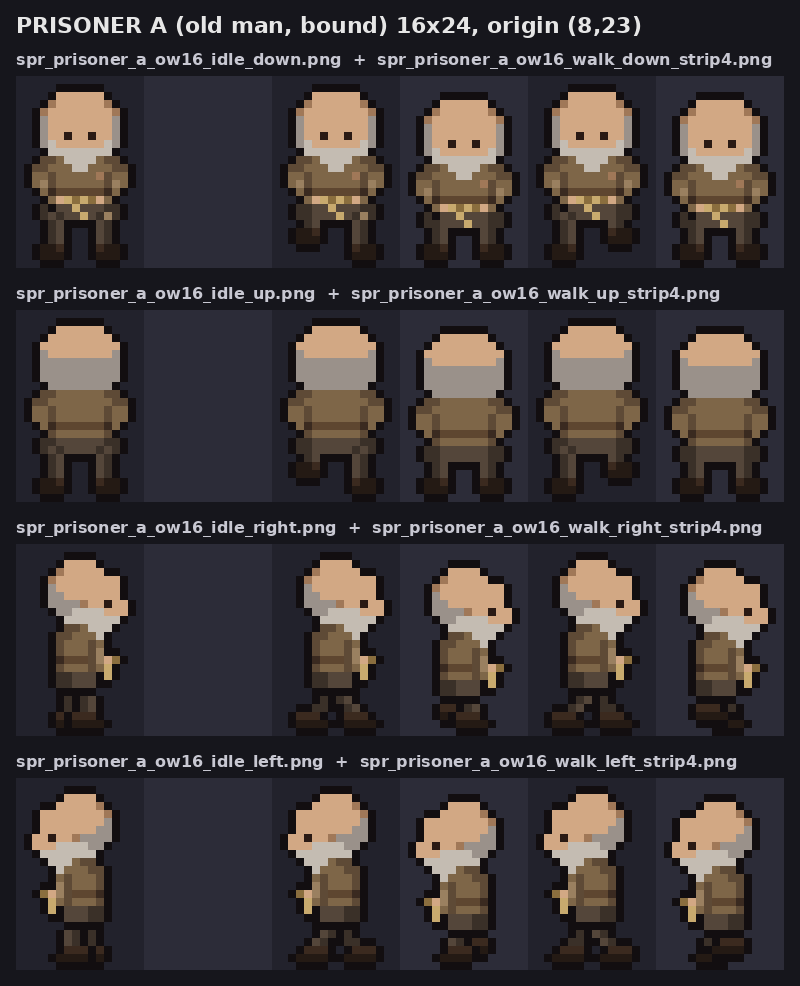 PRISONER A (old man, bound) 16x24, origin (8,23)
spr_prisoner_a_ow16_idle_down.png + spr_prisoner_a_ow16_walk_down_strip4.png
spr_prisoner_a_ow16_idle_up.png + spr_prisoner_a_ow16_walk_up_strip4.png
spr_prisoner_a_ow16_idle_right.png + spr_prisoner_a_ow16_walk_right_strip4.png
spr_prisoner_a_ow16_idle_left.png + spr_prisoner_a_ow16_walk_left_strip4.png